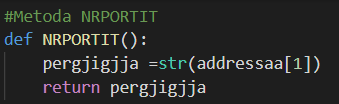 #Metoda NRPORTIT
def NRPORTIT():
    pergjigjja =str(addressaa[1])
    return pergjigjja